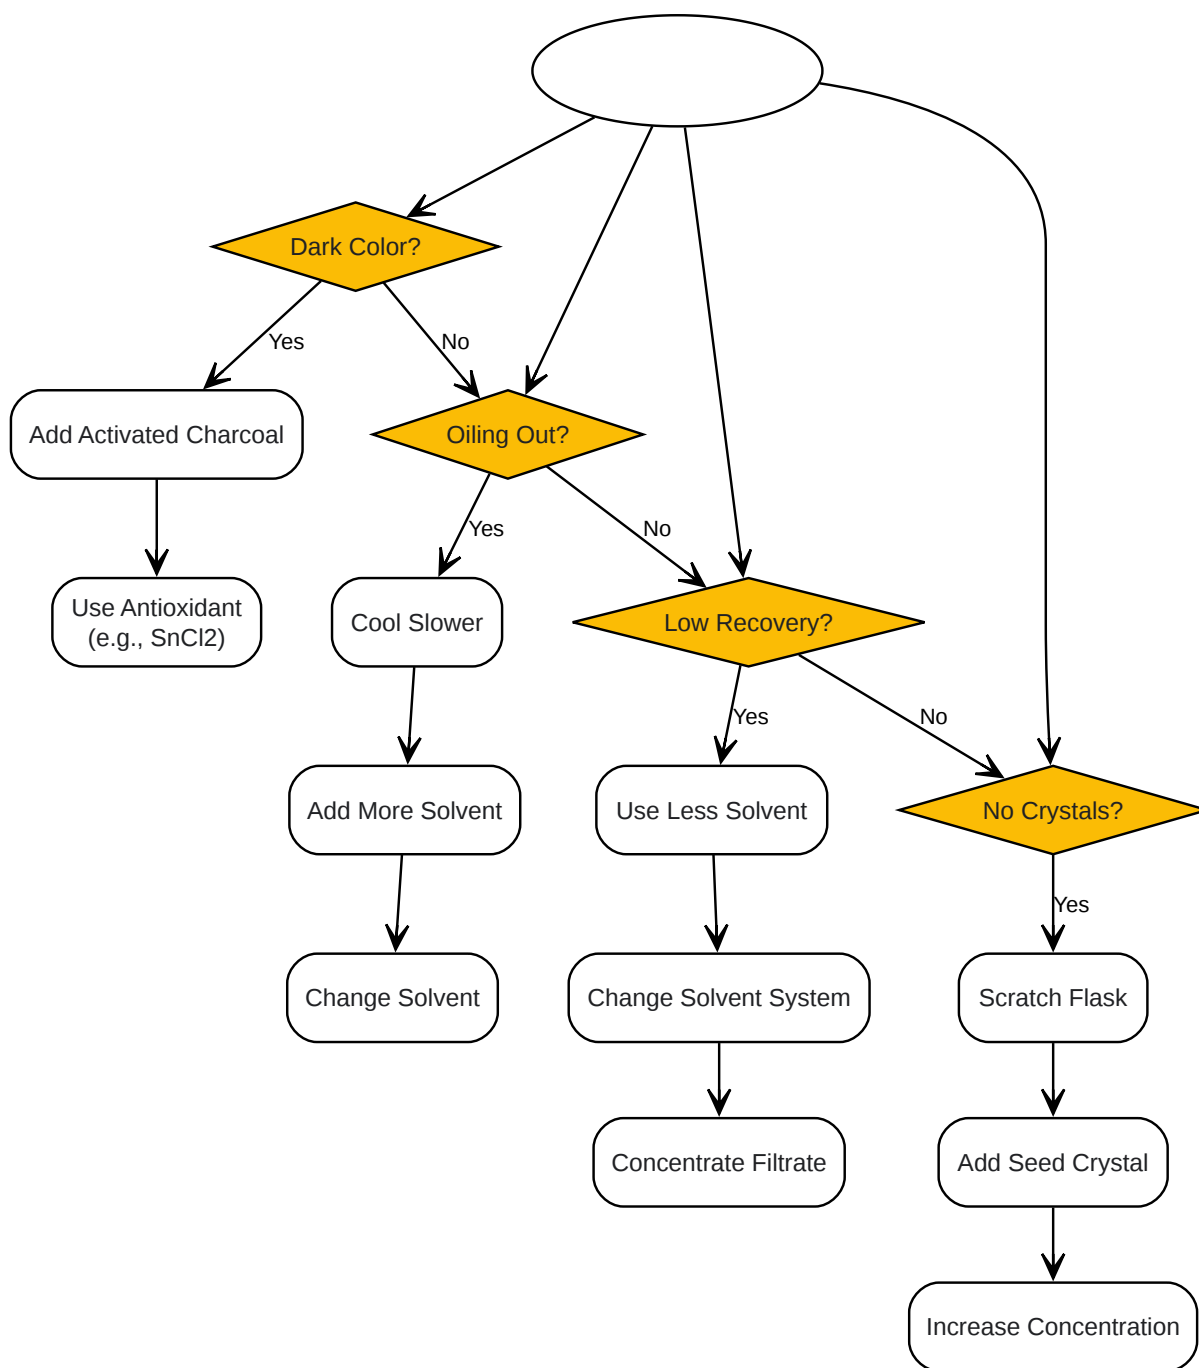 Dark Color?
Yes
No
Add Activated Charcoal
Oiling Out?
Yes
No
Use Antioxidant
(e.g., SnCl2)
Cool Slower
Low Recovery?
Yes
No
Add More Solvent
Use Less Solvent
No Crystals?
Yes
Change Solvent
Change Solvent System
Scratch Flask
Concentrate Filtrate
Add Seed Crystal
Increase Concentration